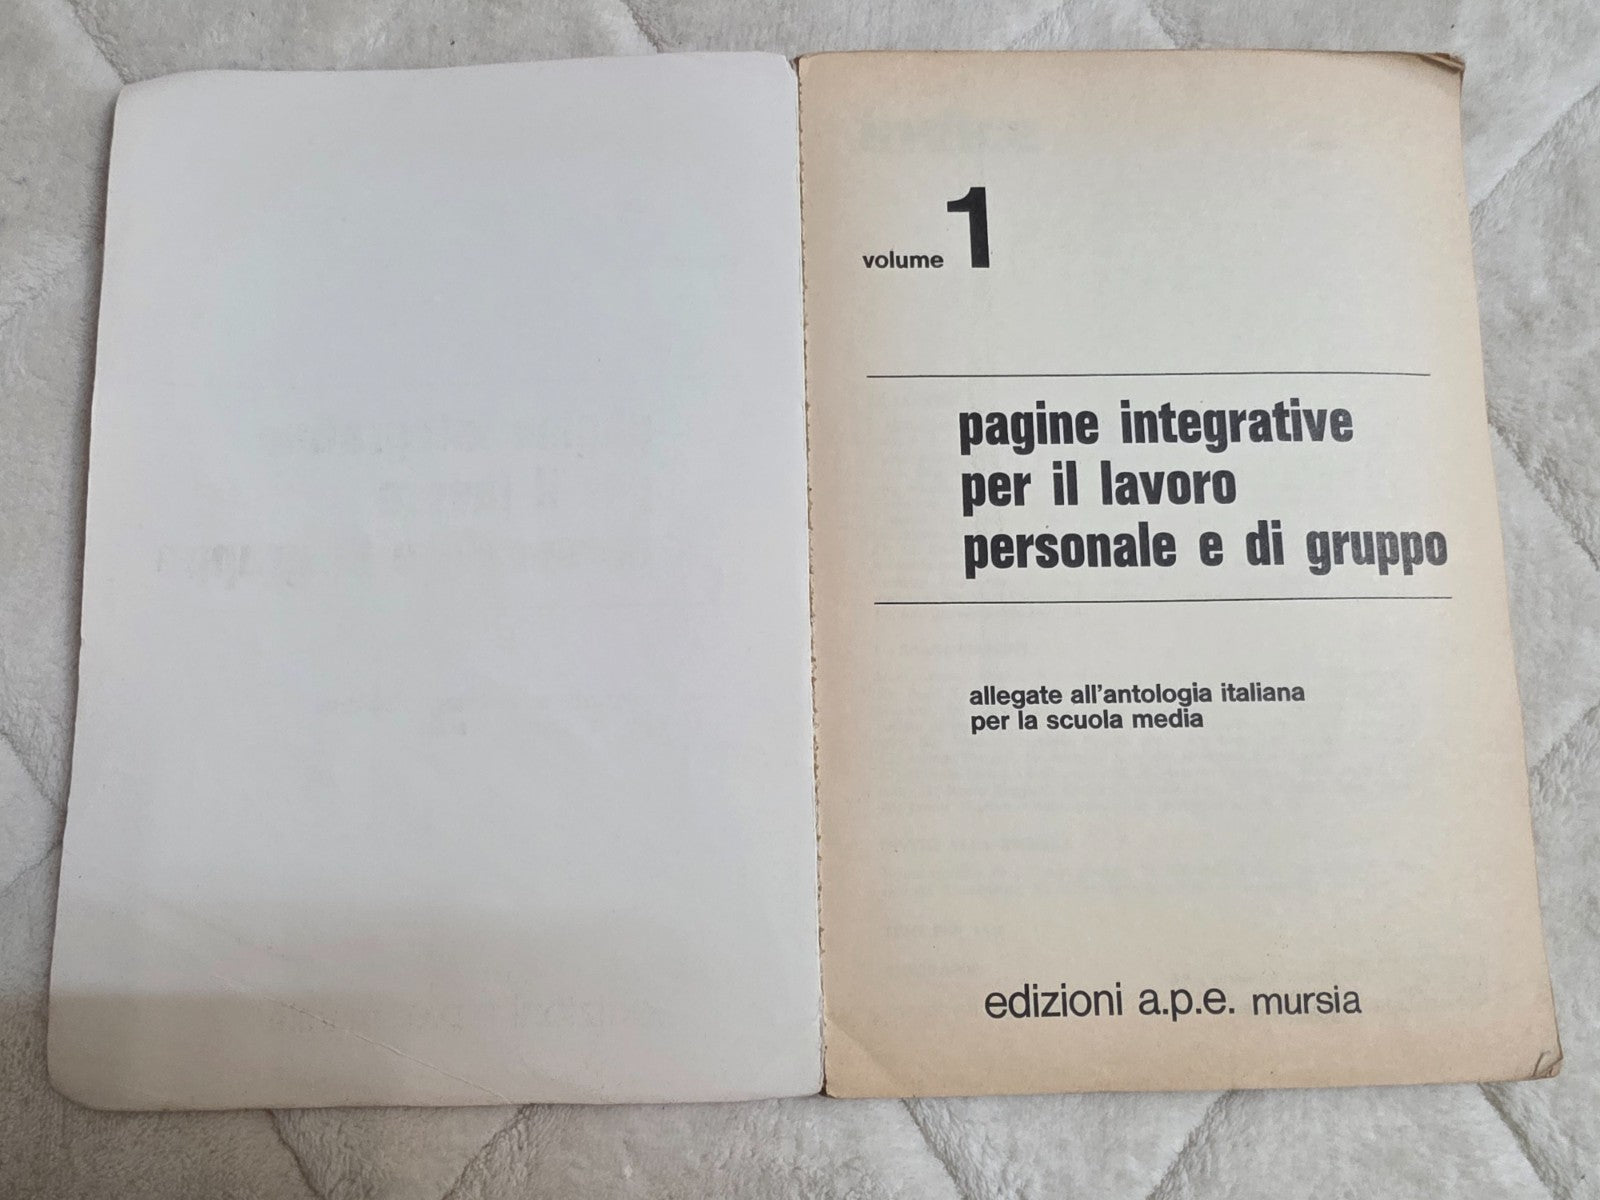 volume 1
pagine integrative
per il lavoro
personale e di gruppo
allegate all'antologia italiana
per la scuola media
edizioni a.p.e. mursia